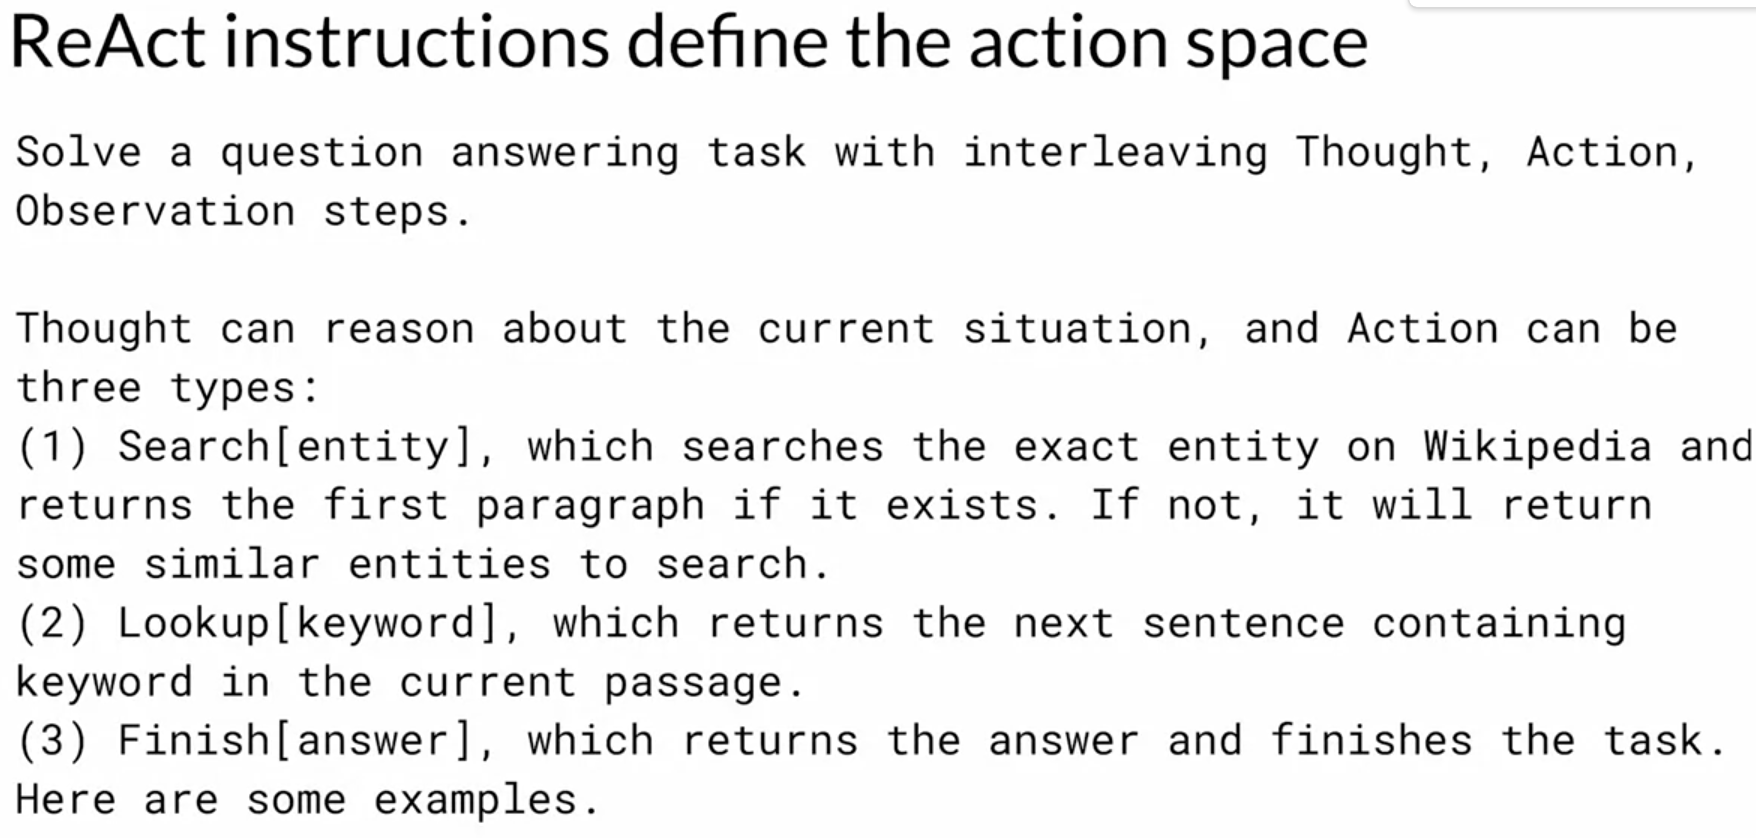 ReAct instructions define the action space
Solve a question answering task with interleaving Thought, Action,
Observation steps.
Thought can reason about the current situation, and Action can be
three types:
(1) Search[entity], which searches the exact entity on Wikipedia and
returns the first paragraph if it exists. If not, it will return
some similar entities to search.
(2) Lookup[keyword], which returns the next sentence containing
keyword in the current passage.
(3) Finish[answer], which returns the answer and finishes the task.
Here are some examples.